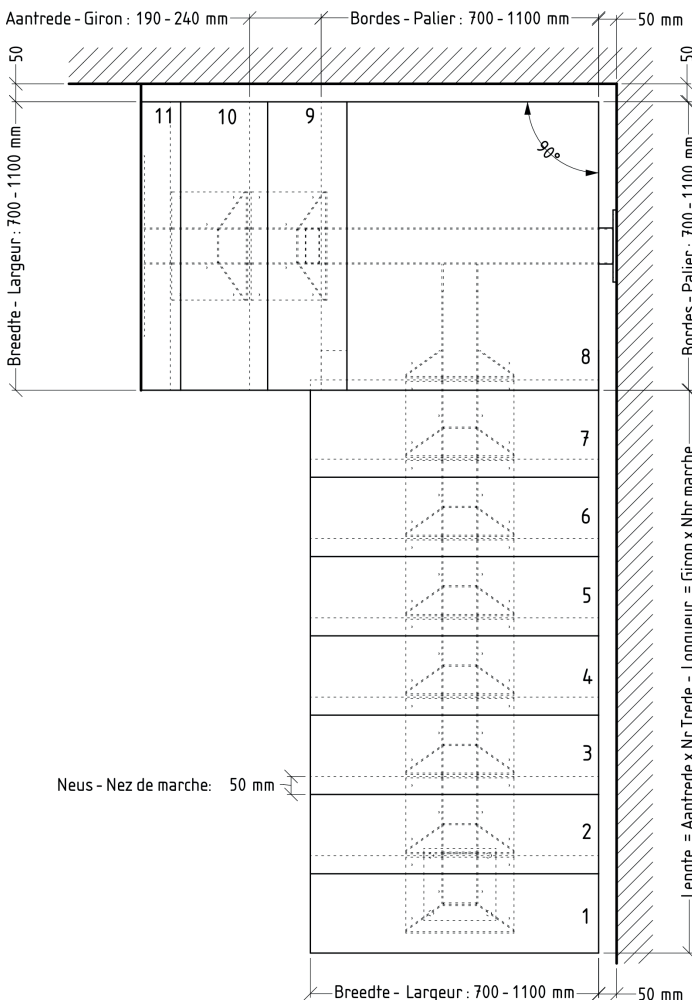 Aantrede - Giron : 190 - 240 mm
Bordes - Palier : 700 - 1100 mm
50 mm
50
50
11
10
9
90°
Breedte - Largeur : 700 - 1100 mm
Bordes - Palier : 700 - 1100 mm
8
7
6
5
4
3
2
1
Neus - Nez de marche: 50 mm
Lengte = Aantrede x Nr Trede - Longueur = Giron x Nbr marche
Breedte - Largeur : 700 - 1100 mm
50 mm